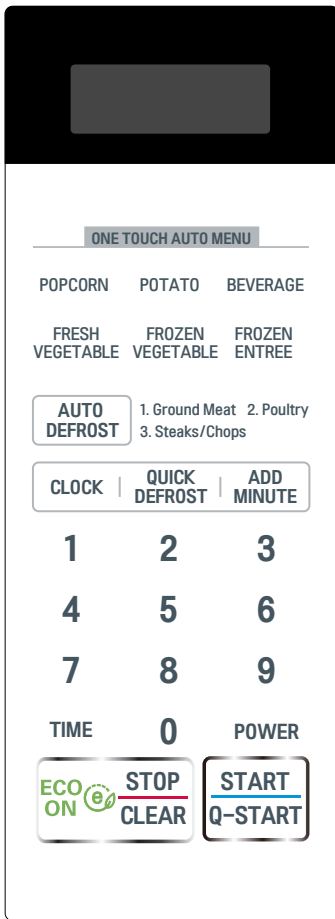 ONE TOUCH AUTO MENU
POPCORN POTATO BEVERAGE
FRESH VEGETABLE
FROZEN VEGETABLE
FROZEN ENTREE
AUTO DEFROST
1. Ground Meat 2. Poultry
3. Steaks/Chops
CLOCK
QUICK DEFROST
ADD MINUTE
1 2 3
4 5 6
7 8 9
TIME 0 POWER
ECO ON e
STOP
CLEAR
START
Q-START